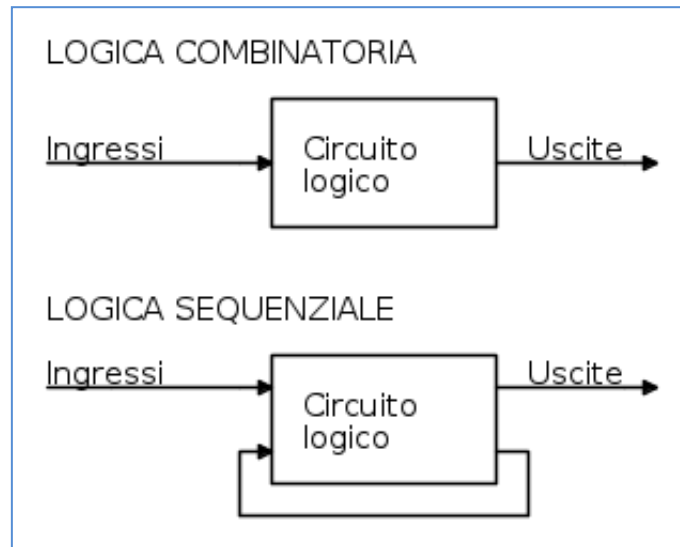 LOGICA COMBINATORIA
Ingressi
Circuito
logico
Uscite
LOGICA SEQUENZIALE
Ingressi
Circuito
logico
Uscite